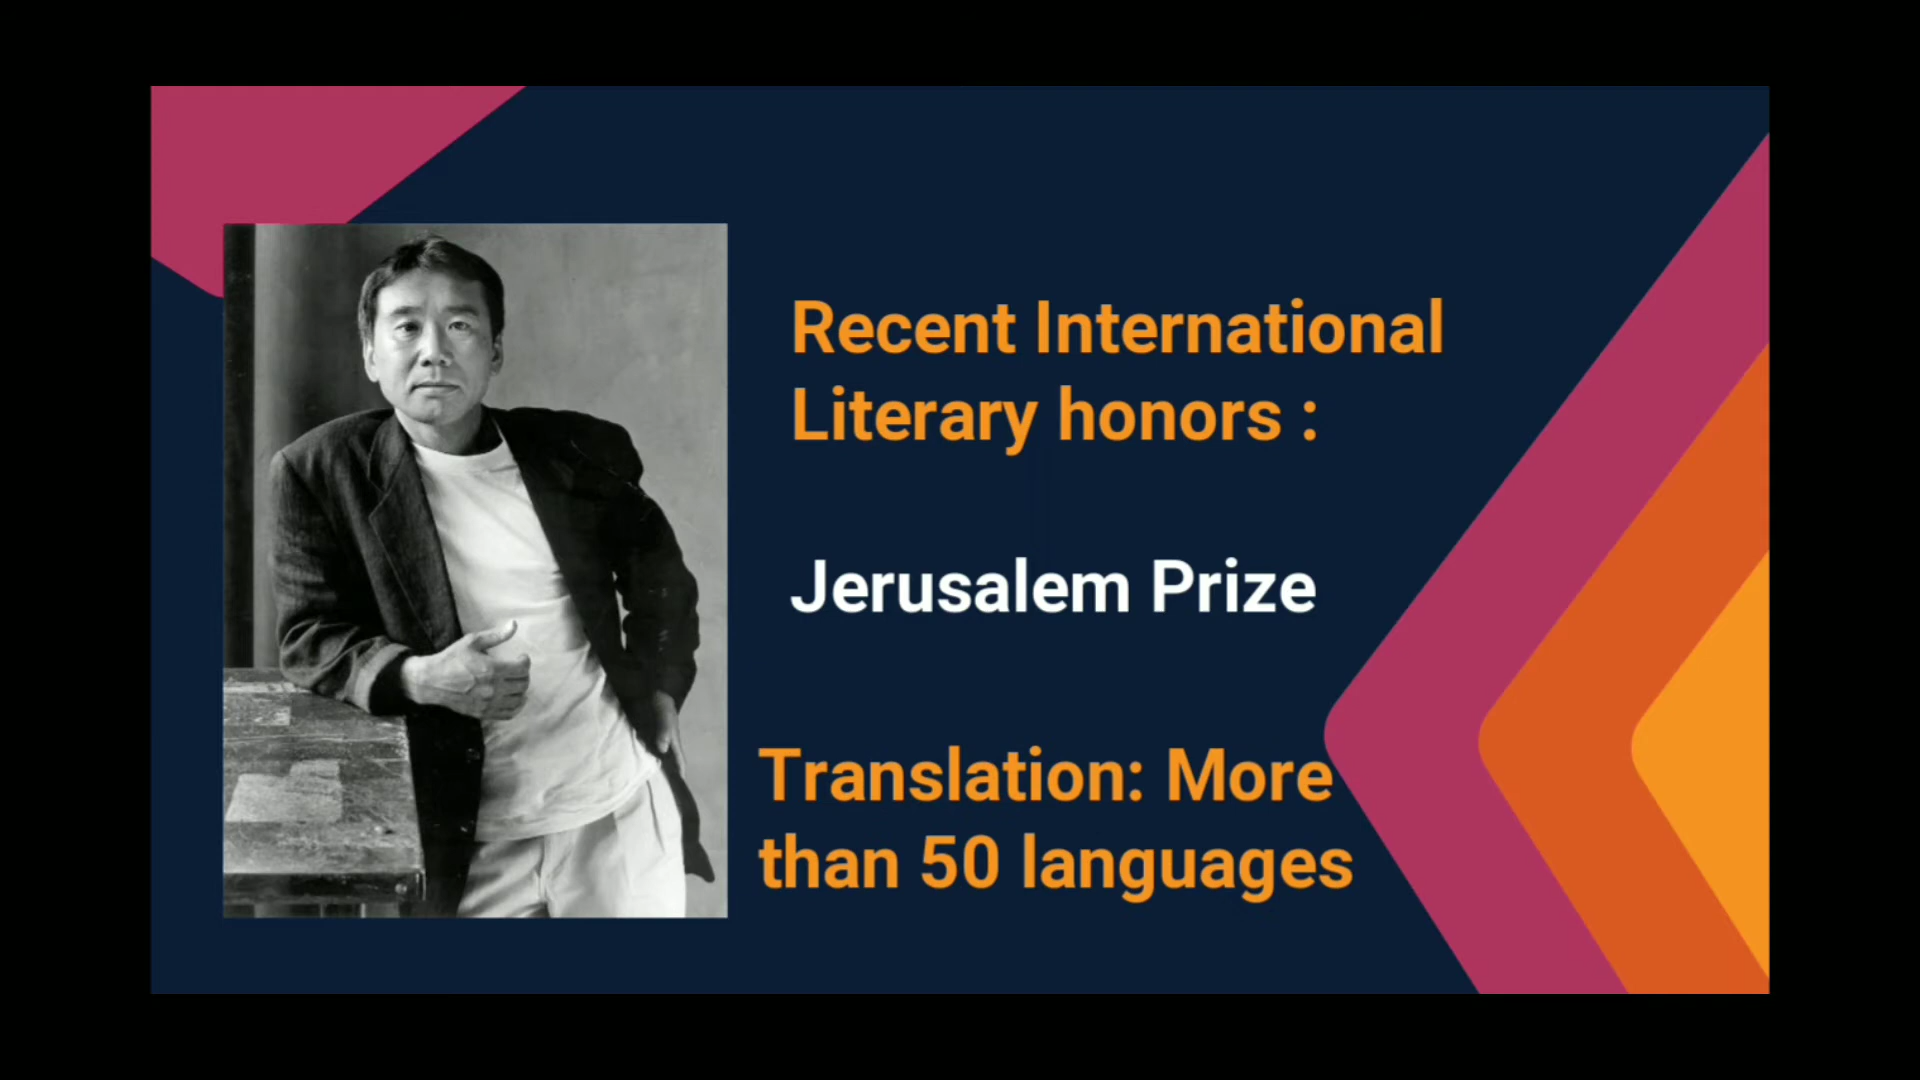 Recent International
Literary honors :
Jerusalem Prize
Translation: More
than 50 languages